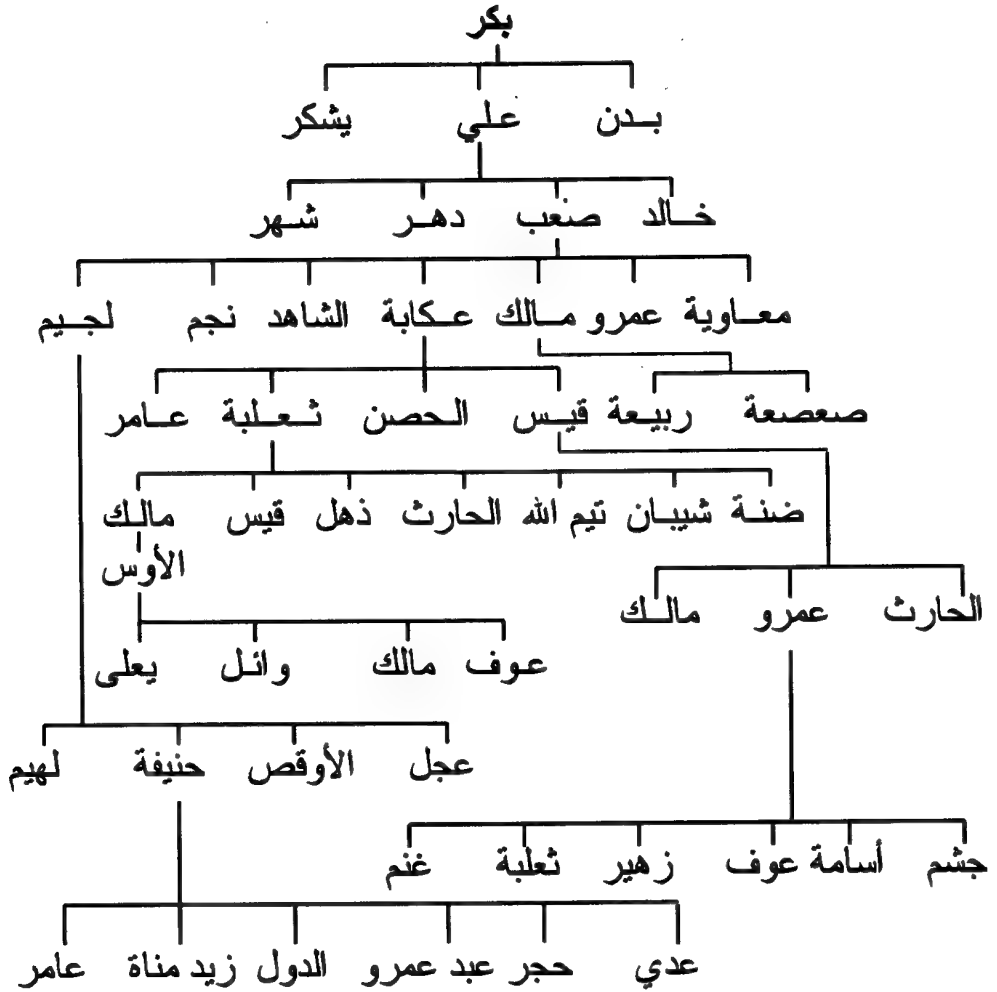 بكر
بدن علي يشكر
خالد صنعب دهر شهر
معاوية عمرو مالك عكابة الشاهد نجم لجيم
صعصعة ربيعة قيس الحصن ثعلبة عامر
ضنة شيبان تيم الله الحارث ذهل قيس مالك
الأوس
الحارث عمرو مالك
عوف مالك وائل يعلى
عجل الأوقص حنيفة لهيم
جشم أسامة عوف زهير ثعلبة غنم
عدي حجر عبد عمرو الدول زيد مناة عامر